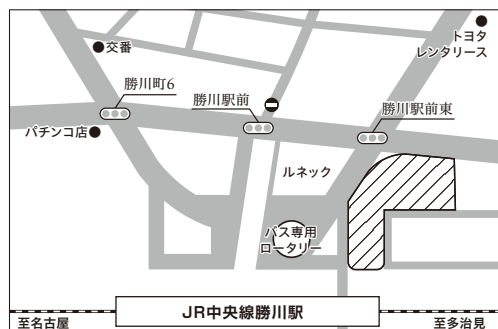 トヨタ
レンタリース
交番
勝川町6
勝川駅前
勝川駅前東
パチンコ店
ルネック
バス専用
ロータリー
JR中央線勝川駅
至名古屋
至多治見